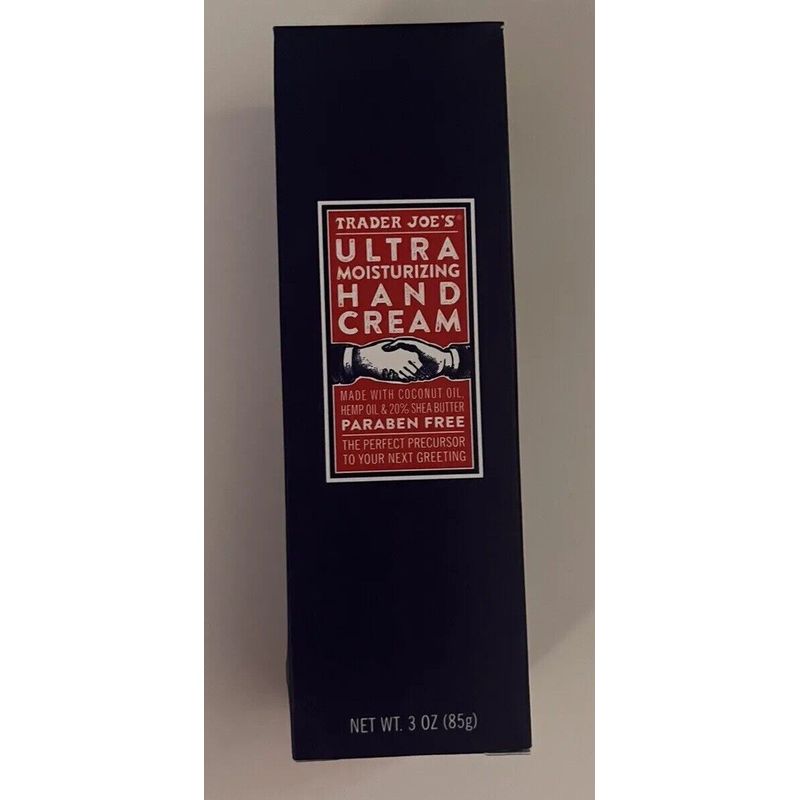 TRADER JOE'S®
ULTRA
MOISTURIZING
HAND
CREAM
MADE WITH COCONUT OIL,
HEMP OIL & 20% SHEA BUTTER
PARABEN FREE
THE PERFECT PRECURSOR
TO YOUR NEXT GREETING
NET WT. 3 OZ (85g)